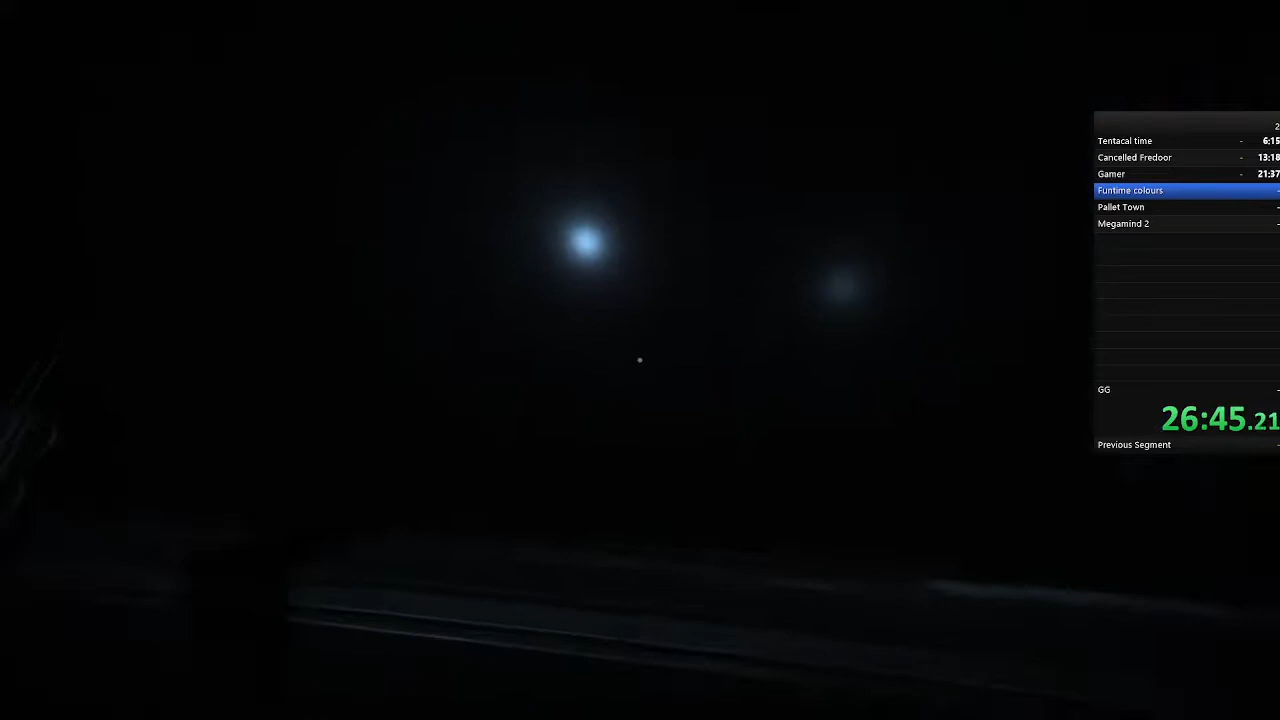 2
Tentacal time - 6:15
Cancelled Fredoor - 13:18
Gamer - 21:37
Funtime colours -
Pallet Town -
Megamind 2 -
GG -
26:45.21
Previous Segment -